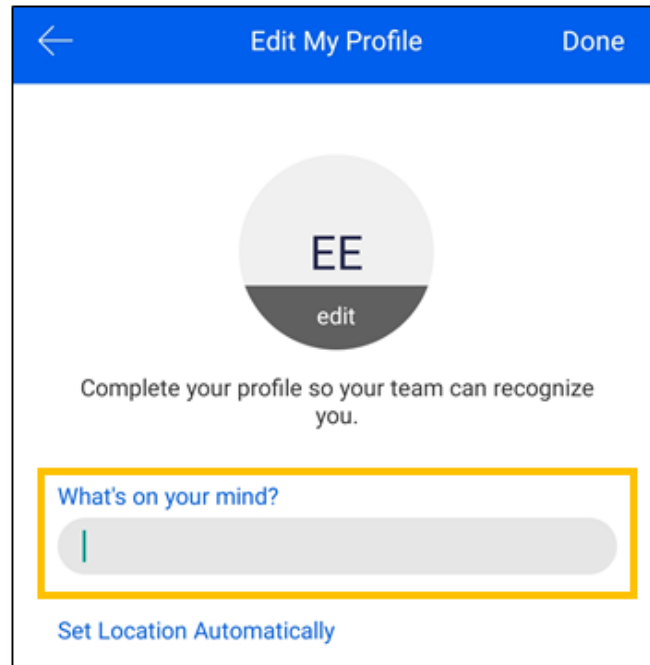 Edit My Profile Done
EE
edit
Complete your profile so your team can recognize
you.
What's on your mind?
Set Location Automatically